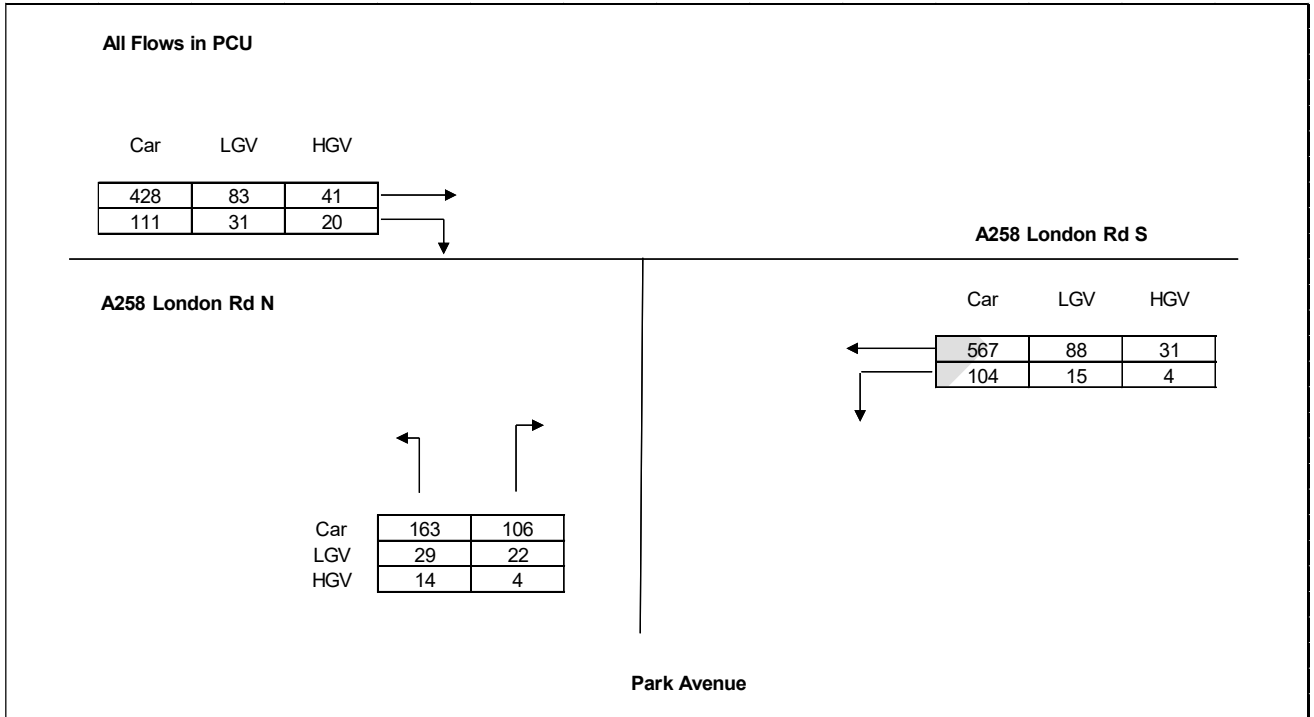 All Flows in PCU
Car LGV HGV
428 83 41
111 31 20
A258 London Rd S
A258 London Rd N
Car LGV HGV
567 88 31
104 15 4
Car 163 106
LGV 29 22
HGV 14 4
Park Avenue